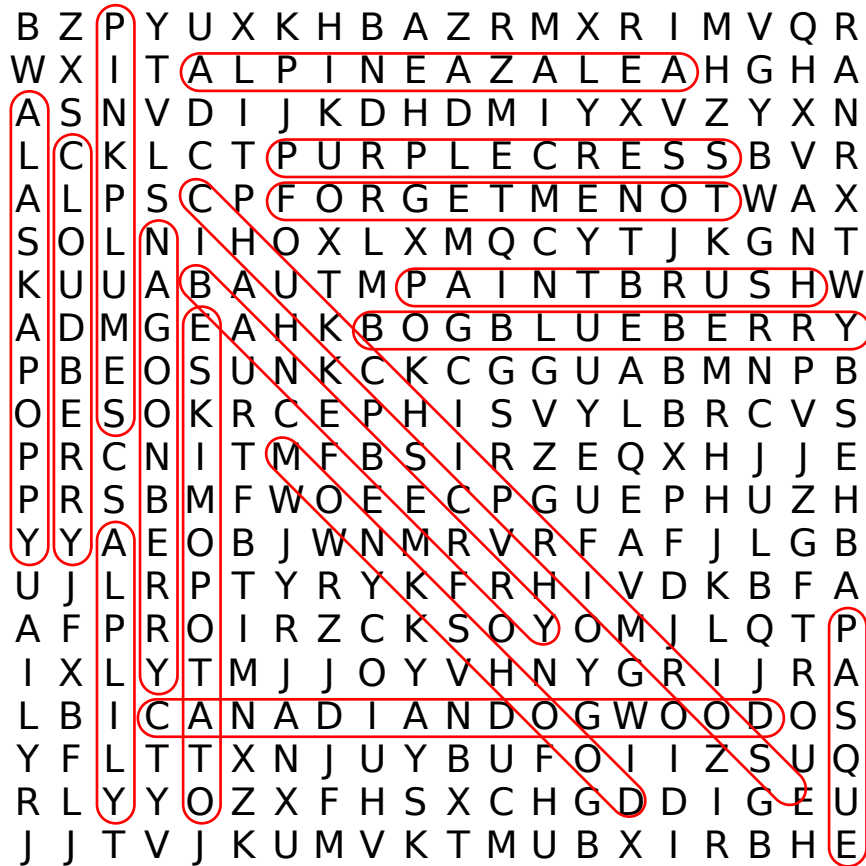 B Z P Y U X K H B A Z R M X R I M V Q R
W X I T A L P I N E A Z A L E A H G H A
A S N V D I J K D H D M I Y X V Z Y X N
L C K L C T P U R P L E C R E S S B V R
A L P S C P F O R G E T M E N O T W A X
S O L N I H O X L X M Q C Y T J K G N T
K U U A B A U T M P A I N T B R U S H W
A D M G E A H K B O G B L U E B E R R Y
P B E O S U N K C K C G G U A B M N P B
O E S O K R C E P H I S V Y L B R C V S
P R C N I T M F B S I R Z E Q X H J J E
P R S B M F W O E E C P G U E P H U Z H
Y Y A E O B J W N M R V R F A F J L G B
U J L R P T Y R Y K F R H I V D K B F A
A F P R O I R Z C K S O Y O M J L Q T P
I X L Y T M J J O Y V H N Y G R I J R A
L B I C A N A D I A N D O G W O O D O S
Y F L T T X N J U Y B U F O I I Z S U Q
R L Y Y O Z X F H S X C H G D D I G E U
J J T V J K U M V K T M U B X I R B H E